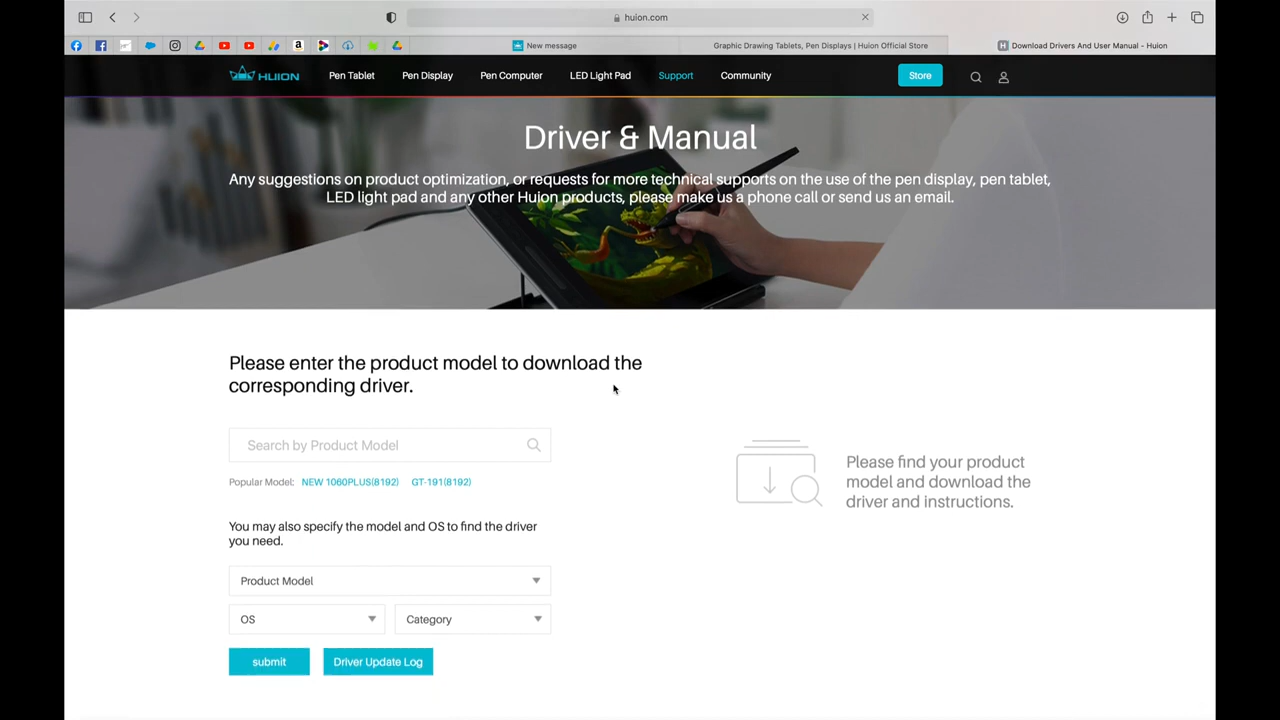 huion.com
New message
Graphic Drawing Tablets, Pen Displays | Huion Official Store
Download Drivers And User Manual – Huion
HUION
Pen Tablet
Pen Display
Pen Computer
LED Light Pad
Support
Community
Store
Driver & Manual
Any suggestions on product optimization, or requests for more technical supports on the use of the pen display, pen tablet,
LED light pad and any other Huion products, please make us a phone call or send us an email.
Please enter the product model to download the
corresponding driver.
Search by Product Model
Popular Model: NEW 1060PLUS(8192) GT-191(8192)
Please find your product
model and download the
driver and instructions.
You may also specify the model and OS to find the driver
you need.
Product Model
OS
Category
submit
Driver Update Log